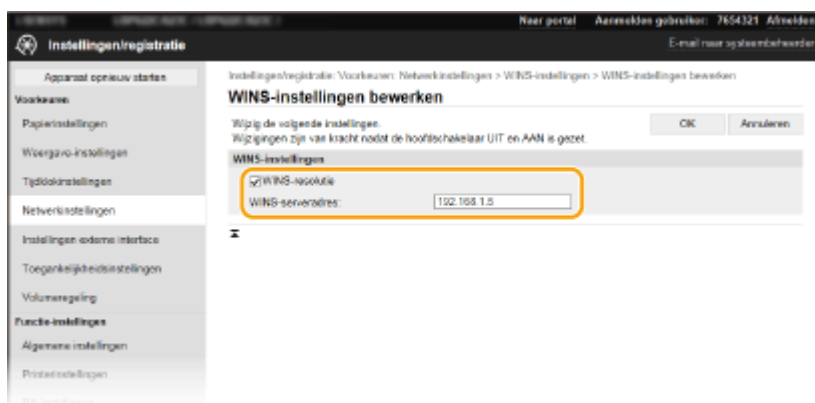 Naar portal Aanmelden gebruiker: 7654321 Afmelden
Instellingen/registratie
E-mail naar systeembeheerder
Apparaat opnieuw starten
Voorkeuren
Papierinstellingen
Weergave-instellingen
Tijdklokinstellingen
Netwerkinstellingen
Instellingen externe interface
Toegankelijkheidsinstellingen
Volumeregeling
Functie-instellingen
Algemene instellingen
Printerinstellingen
Instellingen/registratie: Voorkeuren: Netwerkinstellingen > WINS-instellingen > WINS-instellingen bewerken
WINS-instellingen bewerken
Wijzig de volgende instellingen.
Wijzigingen zijn van kracht nadat de hoofdschakelaar UIT en AAN is gezet.
OK Annuleren
WINS-instellingen
WINS-resolutie
WINS-serveradres: 192.168.1.5